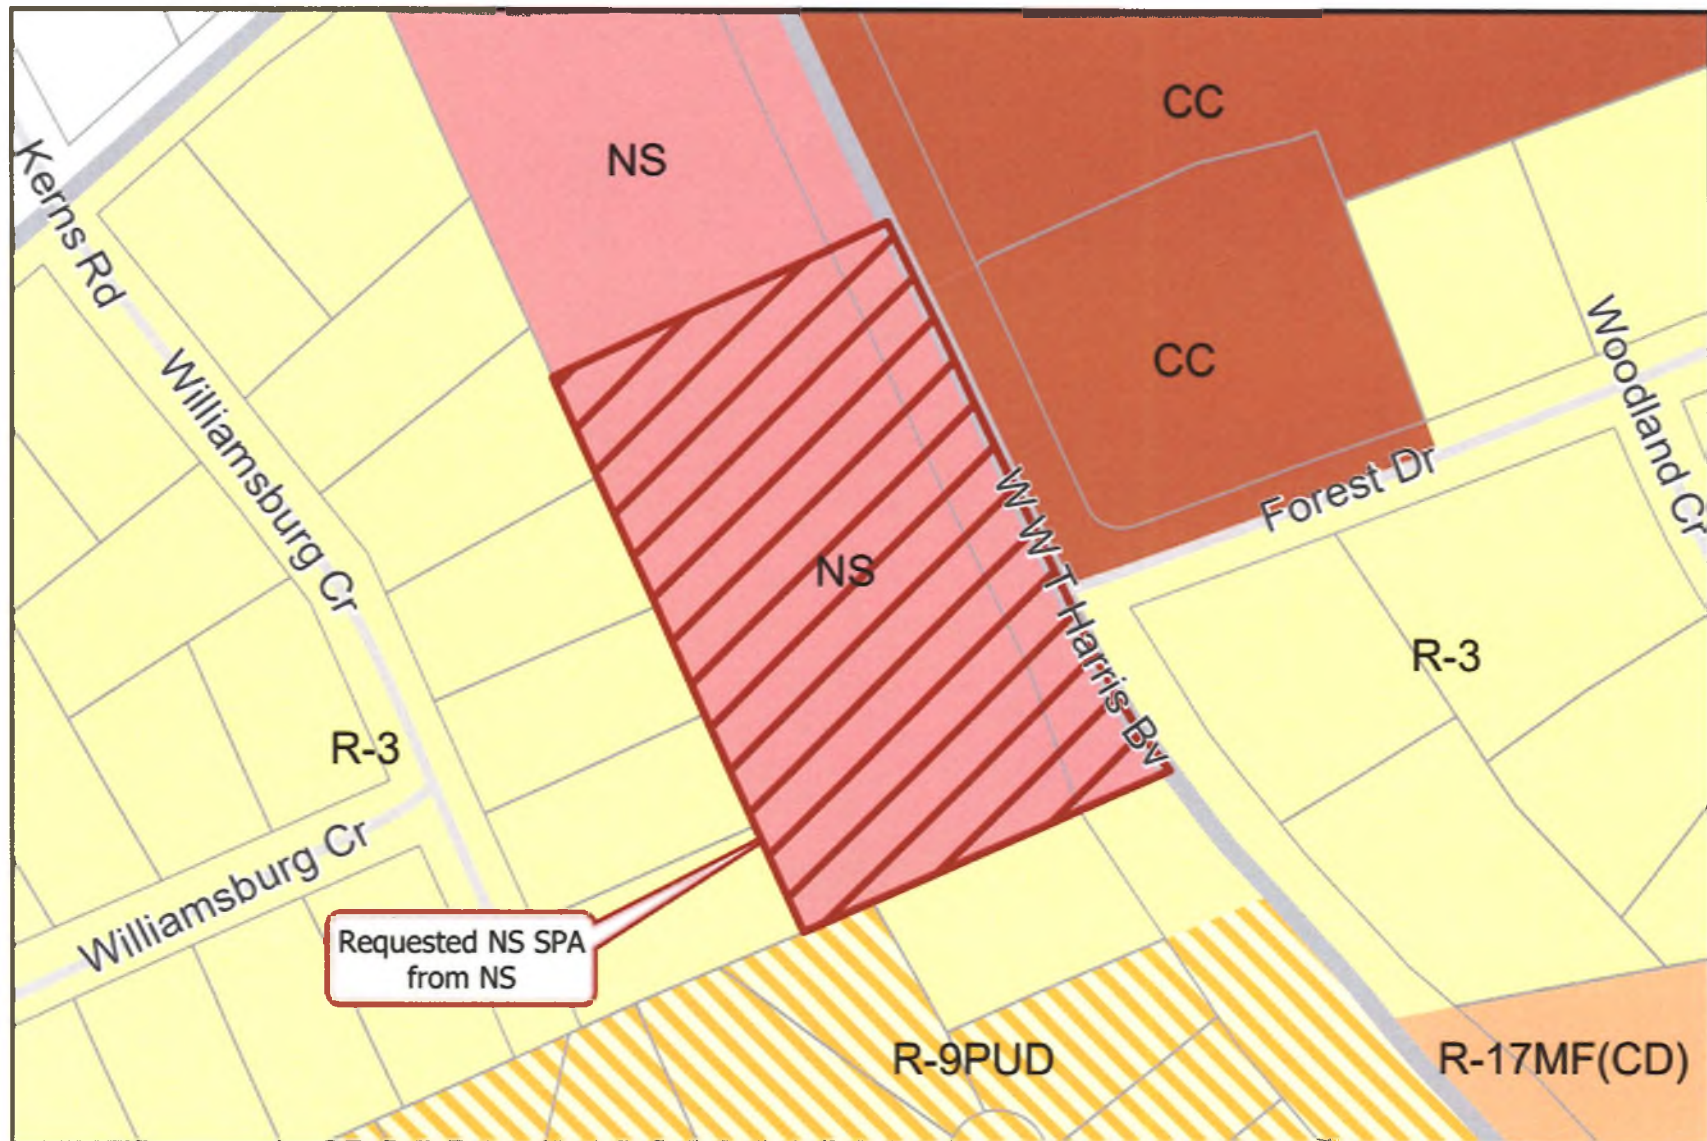 CC
NS
Kerns Rd
CC
Woodland Cr
Williamsburg Cr
Forest Dr
W W T Harris Bv
NS
R-3
R-3
Williamsburg Cr
Requested NS SPA
from NS
R-9PUD
R-17MF(CD)